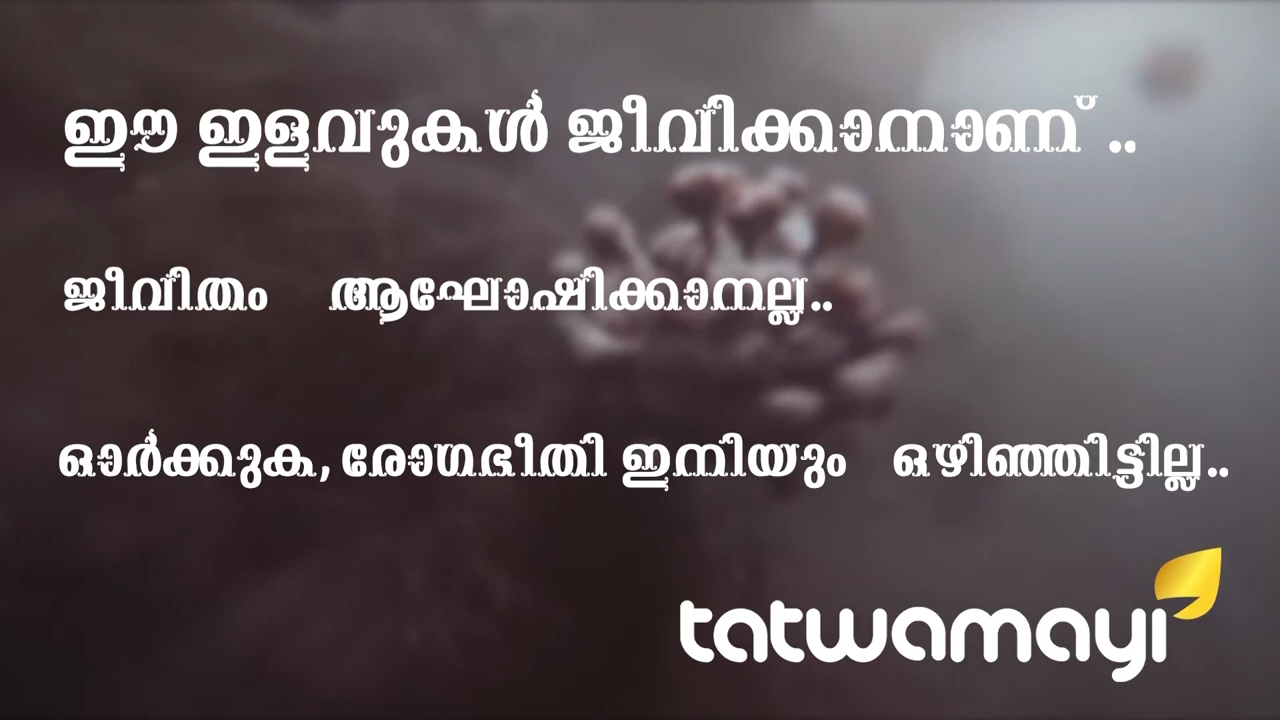 ഈ ഇളവുകൾ ജീവിക്കാനാണ് ..
ജീവിതം ആഘോഷിക്കാനല്ല..
ഓർക്കുക, രോഗഭീതി ഇനിയും ഒഴിഞ്ഞിട്ടില്ല..
tatwamayi